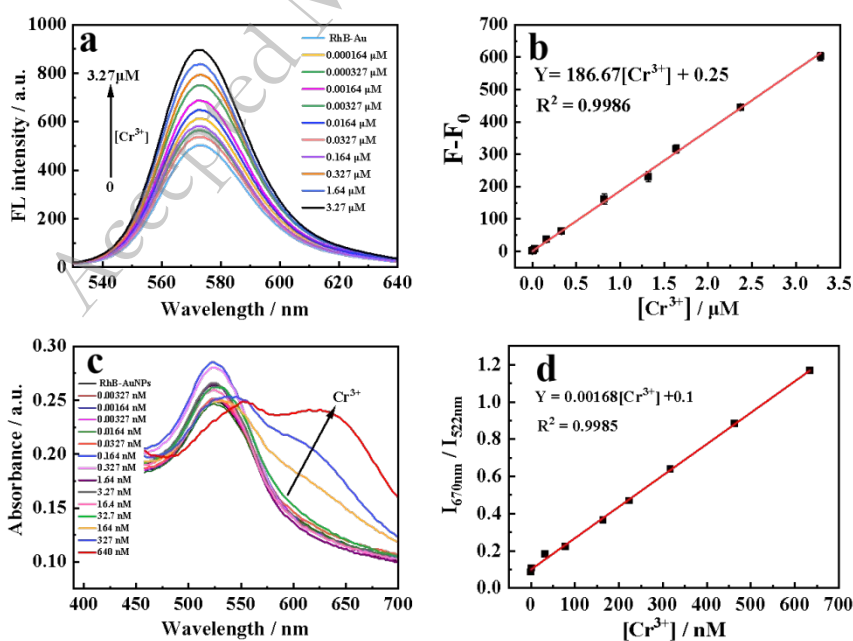 a
1000
800
600
400
200
0
FL intensity / a.u.
3.27μM
[Cr³⁺]
0
RhB-Au
0.000164 μM
0.000327 μM
0.00164 μM
0.00327 μM
0.0164 μM
0.0327 μM
0.164 μM
0.327 μM
1.64 μM
3.27 μM
540 560 580 600 620 640
Wavelength / nm
b
700
600
500
400
300
200
100
0
F-F₀
Y= 186.67[Cr³⁺] + 0.25
R² = 0.9986
0.0 0.5 1.0 1.5 2.0 2.5 3.0 3.5
[Cr³⁺] / μM
c
0.30
0.25
0.20
0.15
0.10
Absorbance / a.u.
RhB-AuNPs
0.00327 nM
0.00164 nM
0.00327 nM
0.0164 nM
0.0327 nM
0.164 nM
0.327 nM
1.64 nM
3.27 nM
16.4 nM
32.7 nM
164 nM
327 nM
640 nM
Cr³⁺
400 450 500 550 600 650 700
Wavelength / nm
d
1.2
1.0
0.8
0.6
0.4
0.2
0.0
I₆₇₀ₙₘ / I₅₂₂ₙₘ
Y = 0.00168[Cr³⁺] +0.1
R² = 0.9985
0 100 200 300 400 500 600 700
[Cr³⁺] / nM
Accepted M